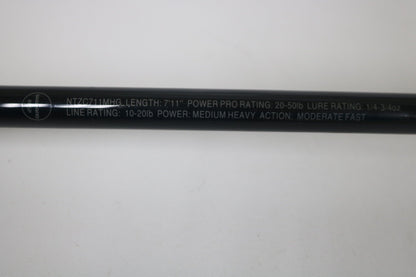 NTZC711MHG LENGTH: 7'11" POWER PRO RATING: 20-50lb LURE RATING: 1/4-3/4oz
LINE RATING: 10-20lb POWER: MEDIUM HEAVY ACTION: MODERATE FAST